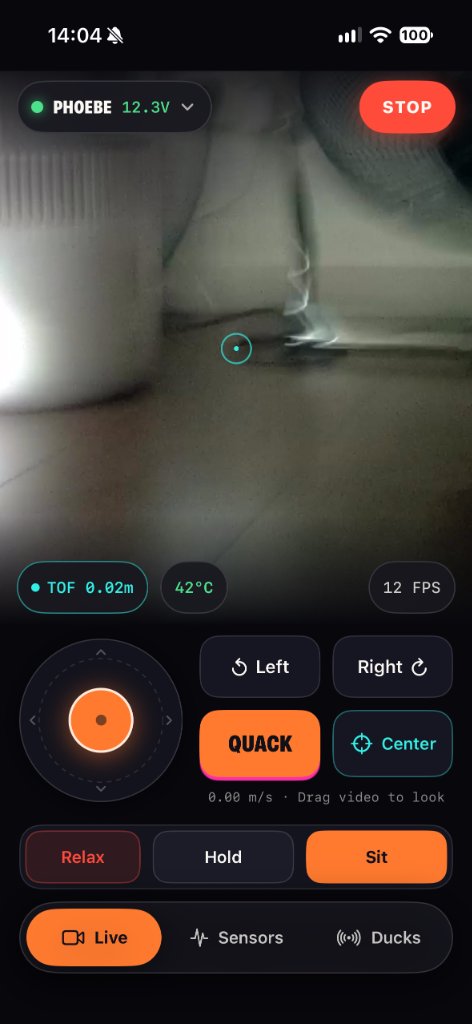 14:04 100
PHOEBE 12.3V STOP
TOF 0.02m 42°C 12 FPS
Left Right
QUACK Center
0.00 m/s · Drag video to look
Relax Hold Sit
Live Sensors Ducks